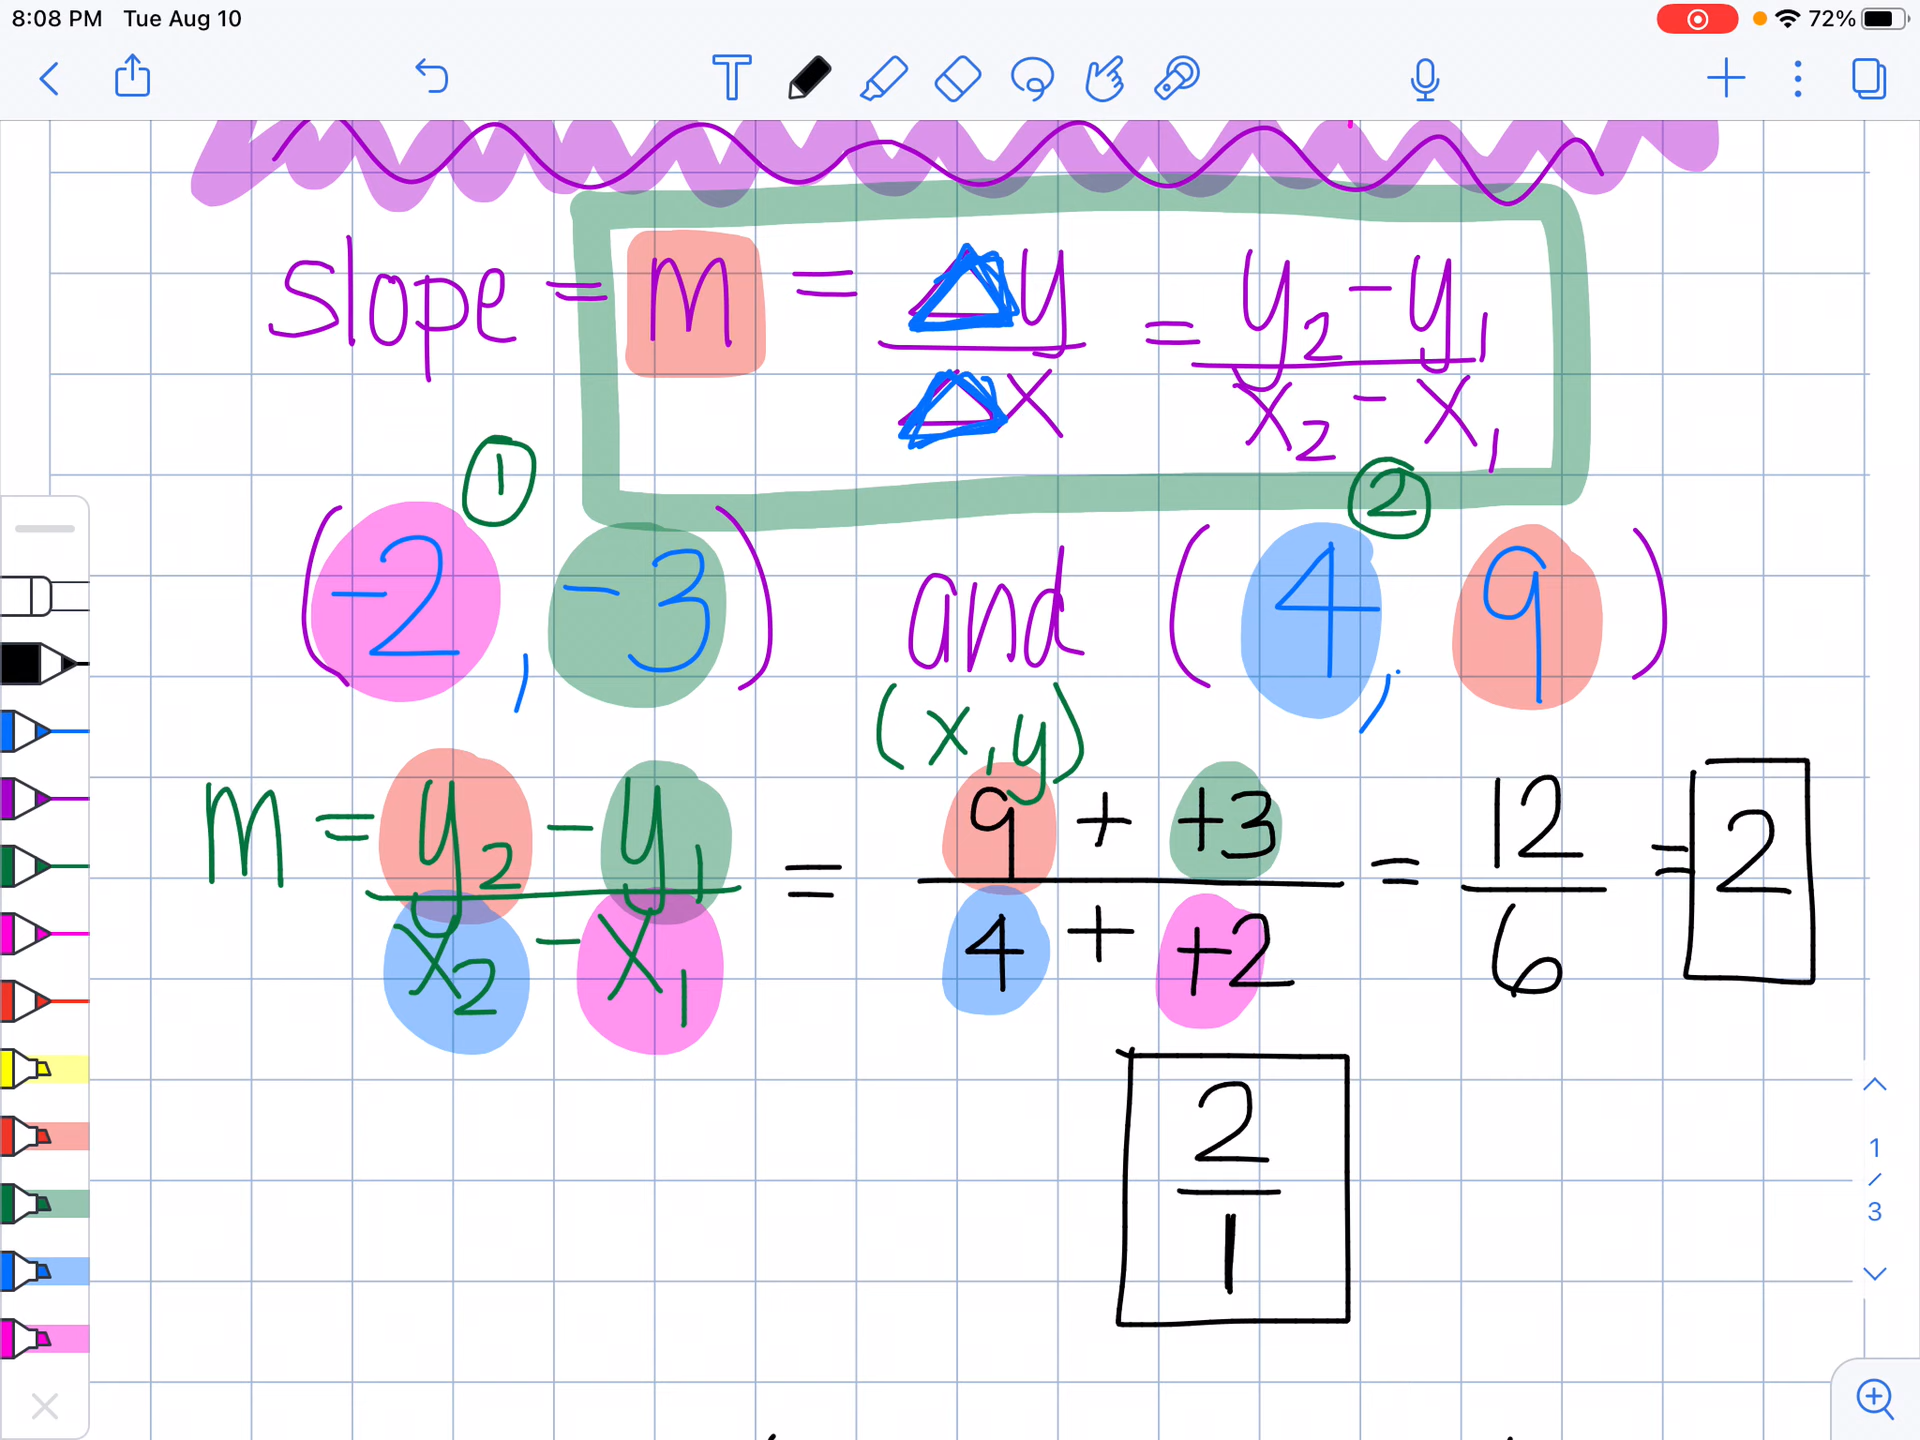 8:08 PM Tue Aug 10 72%
T
slope = m = Δy/Δx = y₂ - y₁/x₂ - x₁
① ②
(-2, -3) and (4, 9)
(x, y)
m = y₂ - y₁/x₂ - x₁ = 9 + +3/4 + +2 = 12/6 = 2
2/1
1 / 3